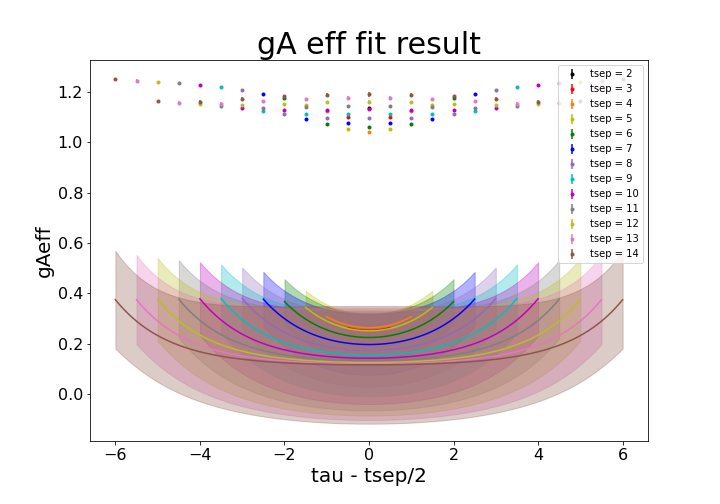 gA eff fit result
gAeff
1.2
1.0
0.8
0.6
0.4
0.2
0.0
tsep = 2
tsep = 3
tsep = 4
tsep = 5
tsep = 6
tsep = 7
tsep = 8
tsep = 9
tsep = 10
tsep = 11
tsep = 12
tsep = 13
tsep = 14
−6 −4 −2 0 2 4 6
tau - tsep/2